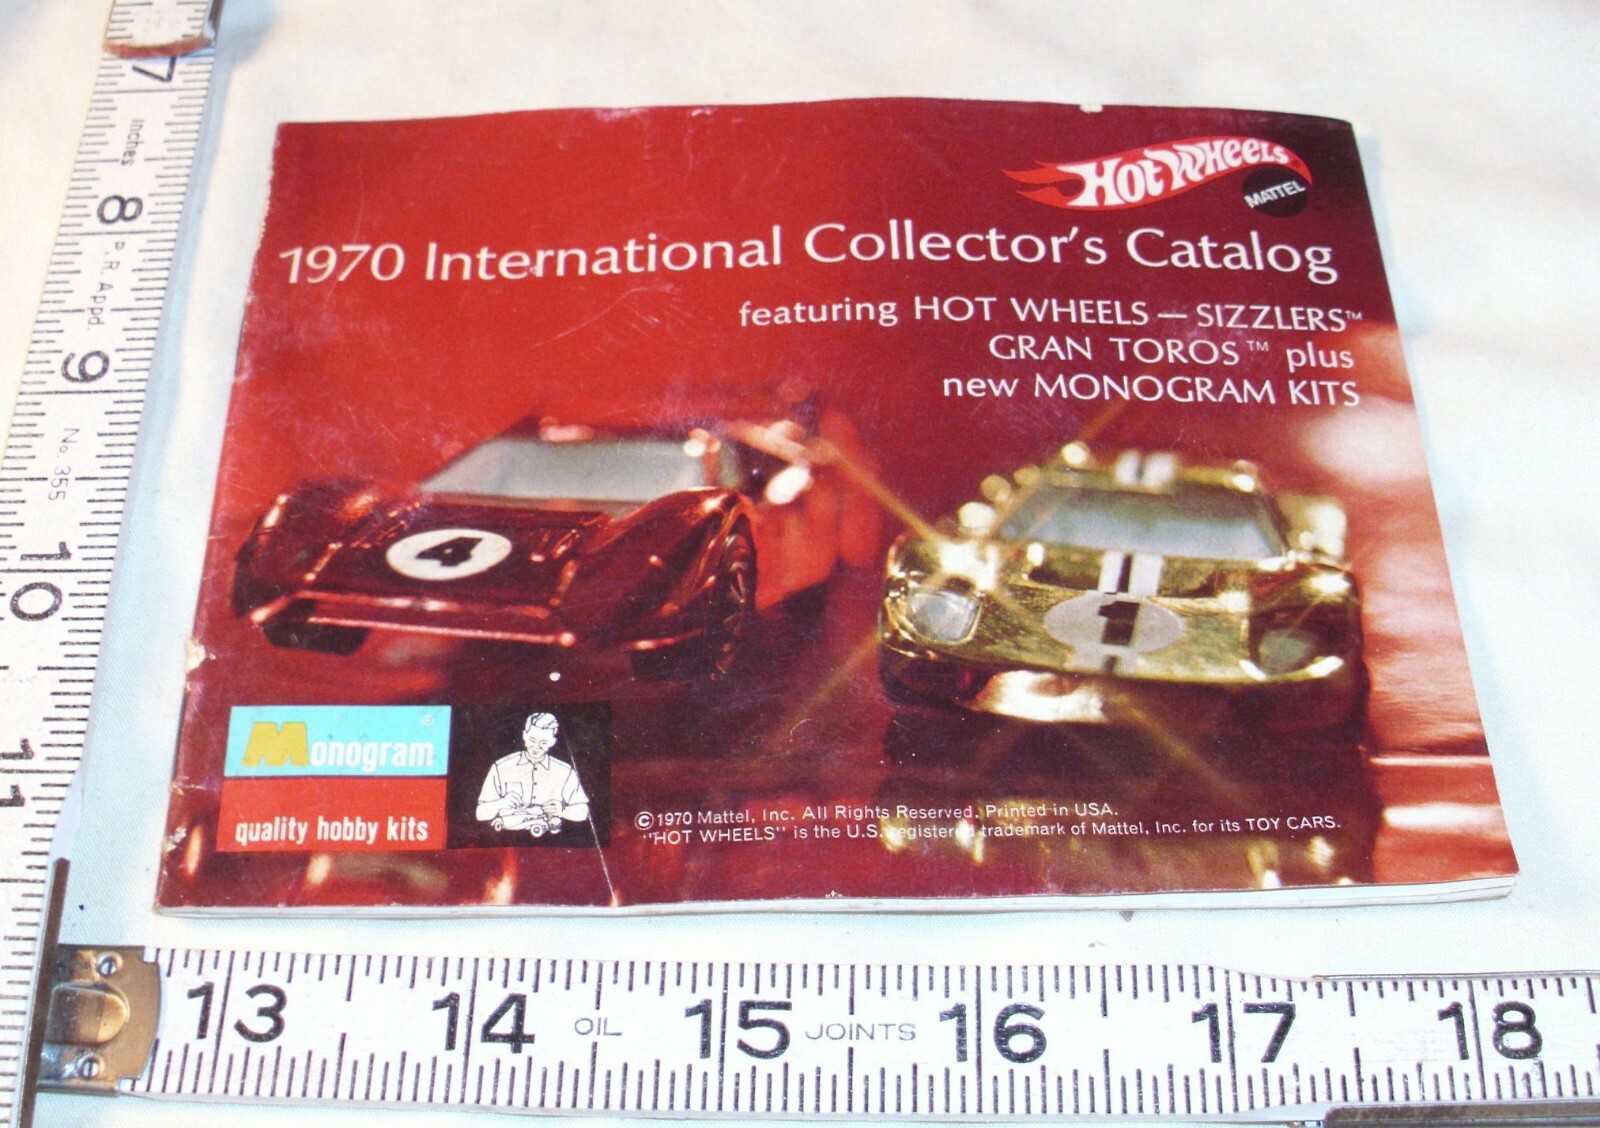 HOT WHEELS
MATTEL
1970 International Collector's Catalog
featuring HOT WHEELS — SIZZLERS™
GRAN TOROS™ plus
new MONOGRAM KITS
4
1
Monogram®
quality hobby kits
©1970 Mattel, Inc. All Rights Reserved. Printed in USA.
"HOT WHEELS" is the U.S. registered trademark of Mattel, Inc. for its TOY CARS.
7
inches
8
P.R. Appd.
9
No. 355
10
11
13 14 OIL 15 JOINTS 16 17 18